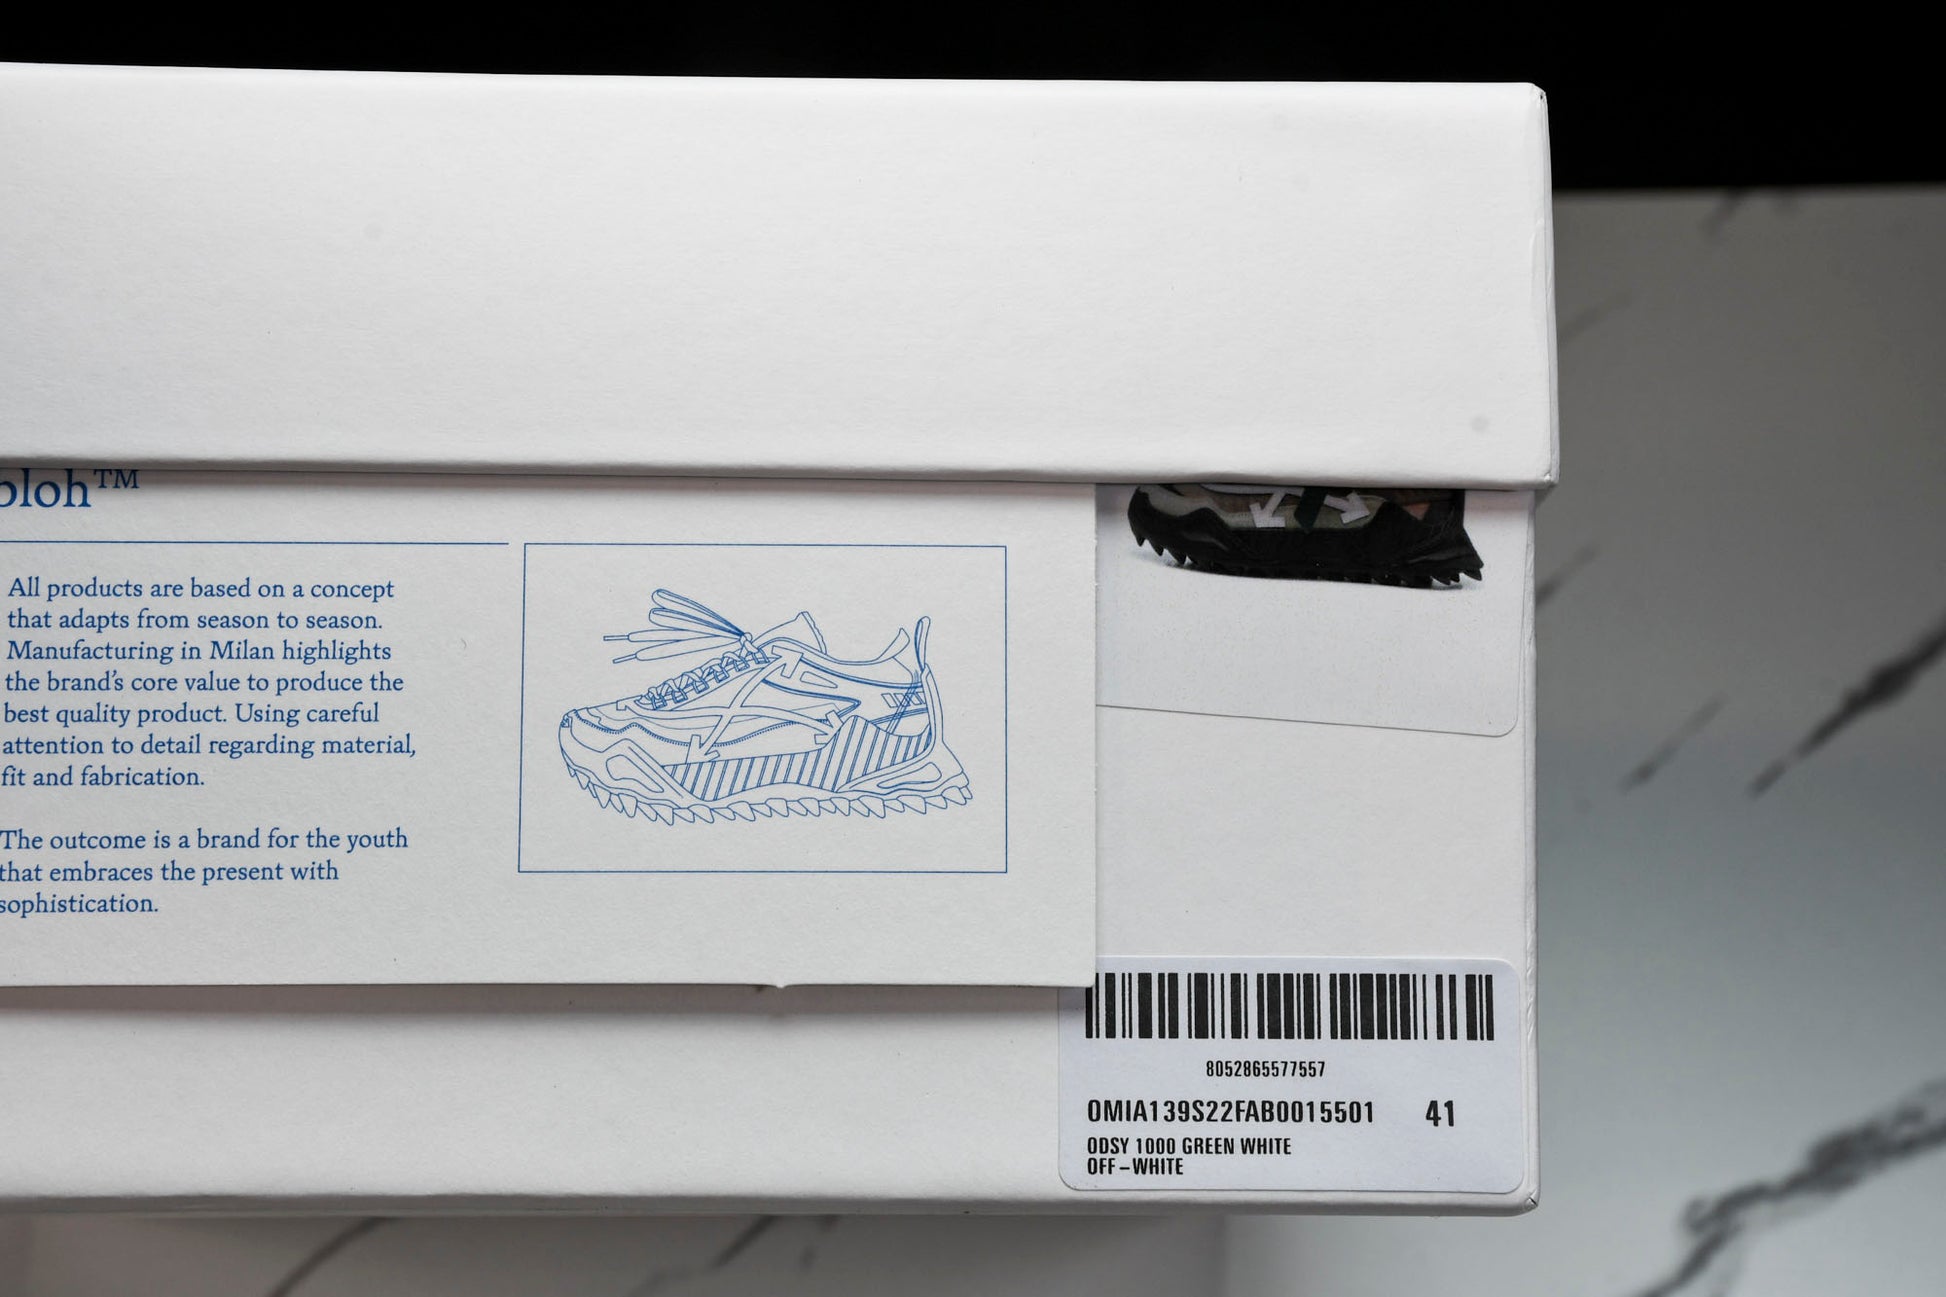 bloh™
All products are based on a concept
that adapts from season to season.
Manufacturing in Milan highlights
the brand's core value to produce the
best quality product. Using careful
attention to detail regarding material,
fit and fabrication.
The outcome is a brand for the youth
that embraces the present with
sophistication.
8052865577557
OMIA139S22FAB0015501 41
ODSY 1000 GREEN WHITE
OFF-WHITE